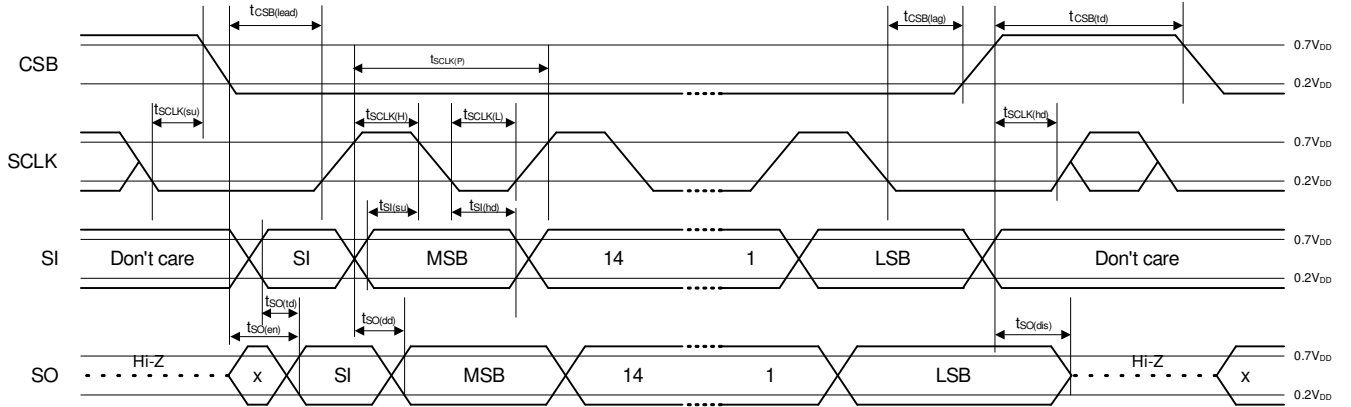 tCSB(lead)
tCSB(lag)
tCSB(td)
CSB
0.7VDD
tSCLK(P)
0.2VDD
tSCLK(su)
tSCLK(H)
tSCLK(L)
tSCLK(hd)
SCLK
0.7VDD
0.2VDD
tSI(su)
tSI(hd)
SI
Don't care
SI
MSB
14
1
LSB
Don't care
0.7VDD
0.2VDD
tSO(td)
tSO(en)
tSO(dd)
tSO(dis)
SO
Hi-Z
x
SI
MSB
14
1
LSB
Hi-Z
x
0.7VDD
0.2VDD